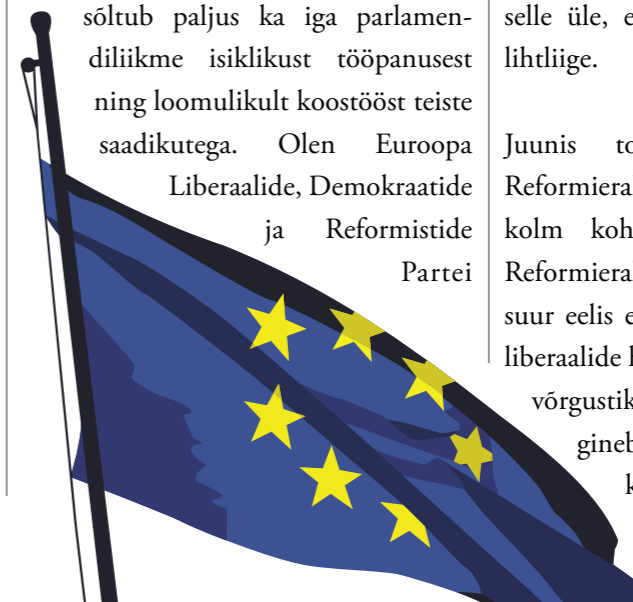 sõltub paljus ka iga parlamen-
diliikme isiklikust tööpanusest
ning loomulikult koostööst teiste
saadikutega. Olen Euroopa
Liberaalide, Demokraatide
ja Reformistide
Partei
selle üle, e
lihtliige.
Juunis to
Reformiera
kolm koh
Reformiera
suur eelis e
liberaalide
võrgustik
gineb